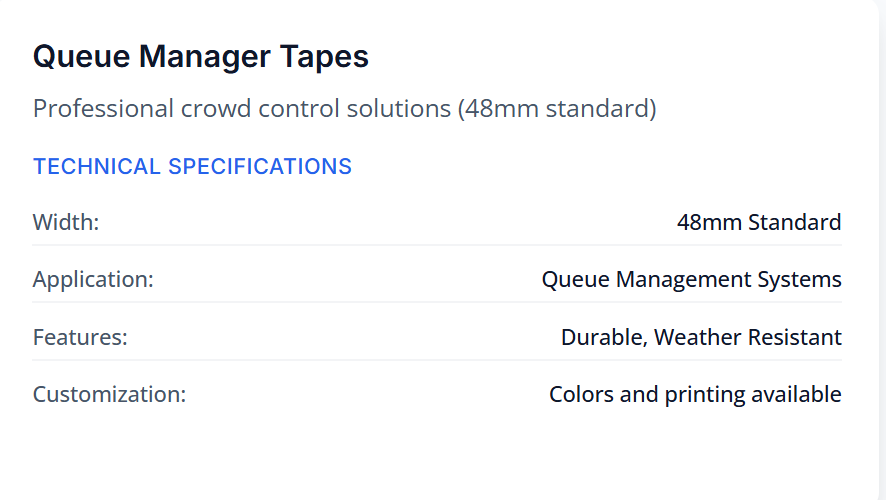 Queue Manager Tapes
Professional crowd control solutions (48mm standard)
TECHNICAL SPECIFICATIONS
Width: 48mm Standard
Application: Queue Management Systems
Features: Durable, Weather Resistant
Customization: Colors and printing available